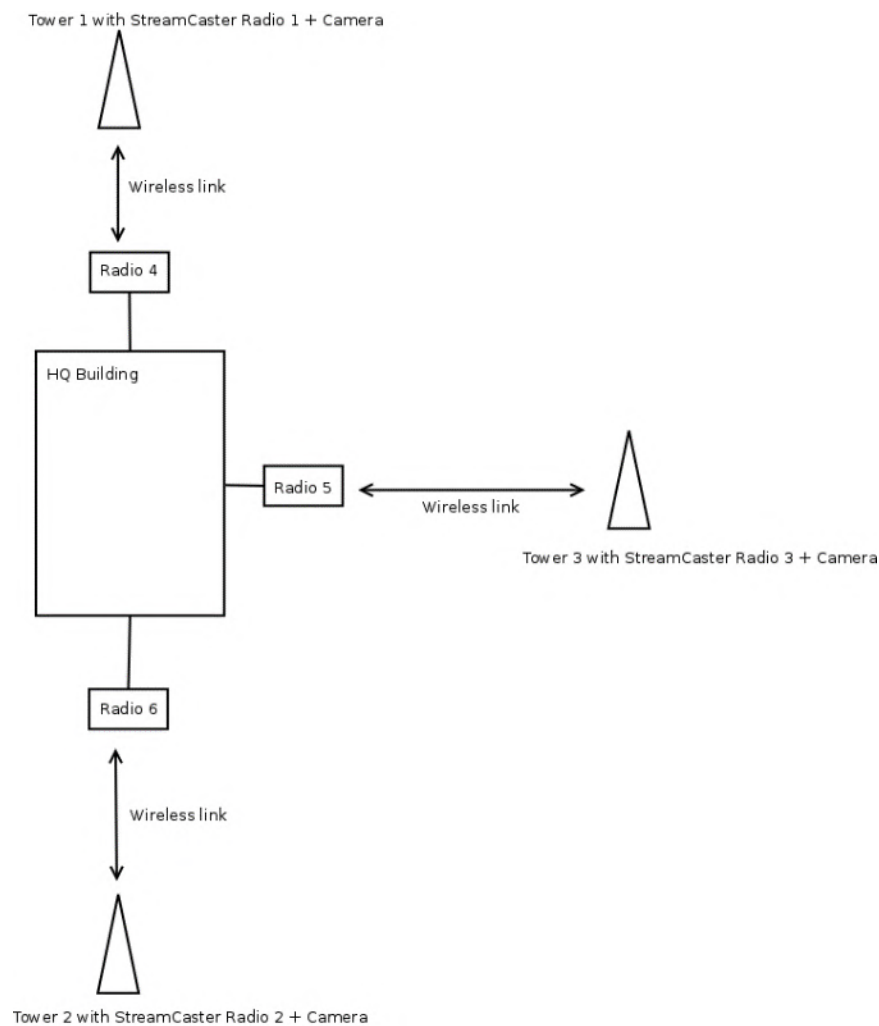 Tower 1 with StreamCaster Radio 1 + Camera
Wireless link
Radio 4
HQ Building
Radio 5
Wireless link
Tower 3 with StreamCaster Radio 3 + Camera
Radio 6
Wireless link
Tower 2 with StreamCaster Radio 2 + Camera